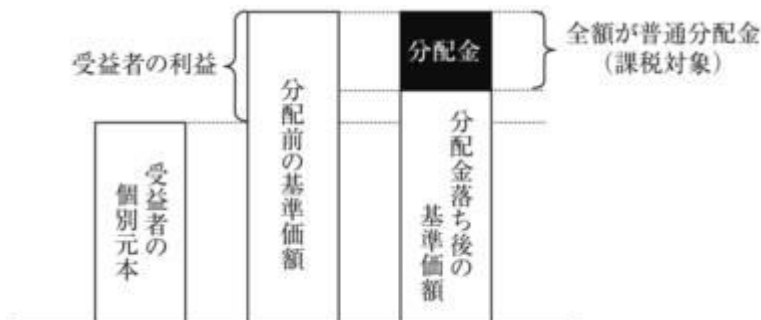 受益者の利益
分配金
全額が普通分配金
（課税対象）
受益者の
個別元本
分配前の基準価額
分配金落ち後の
基準価額